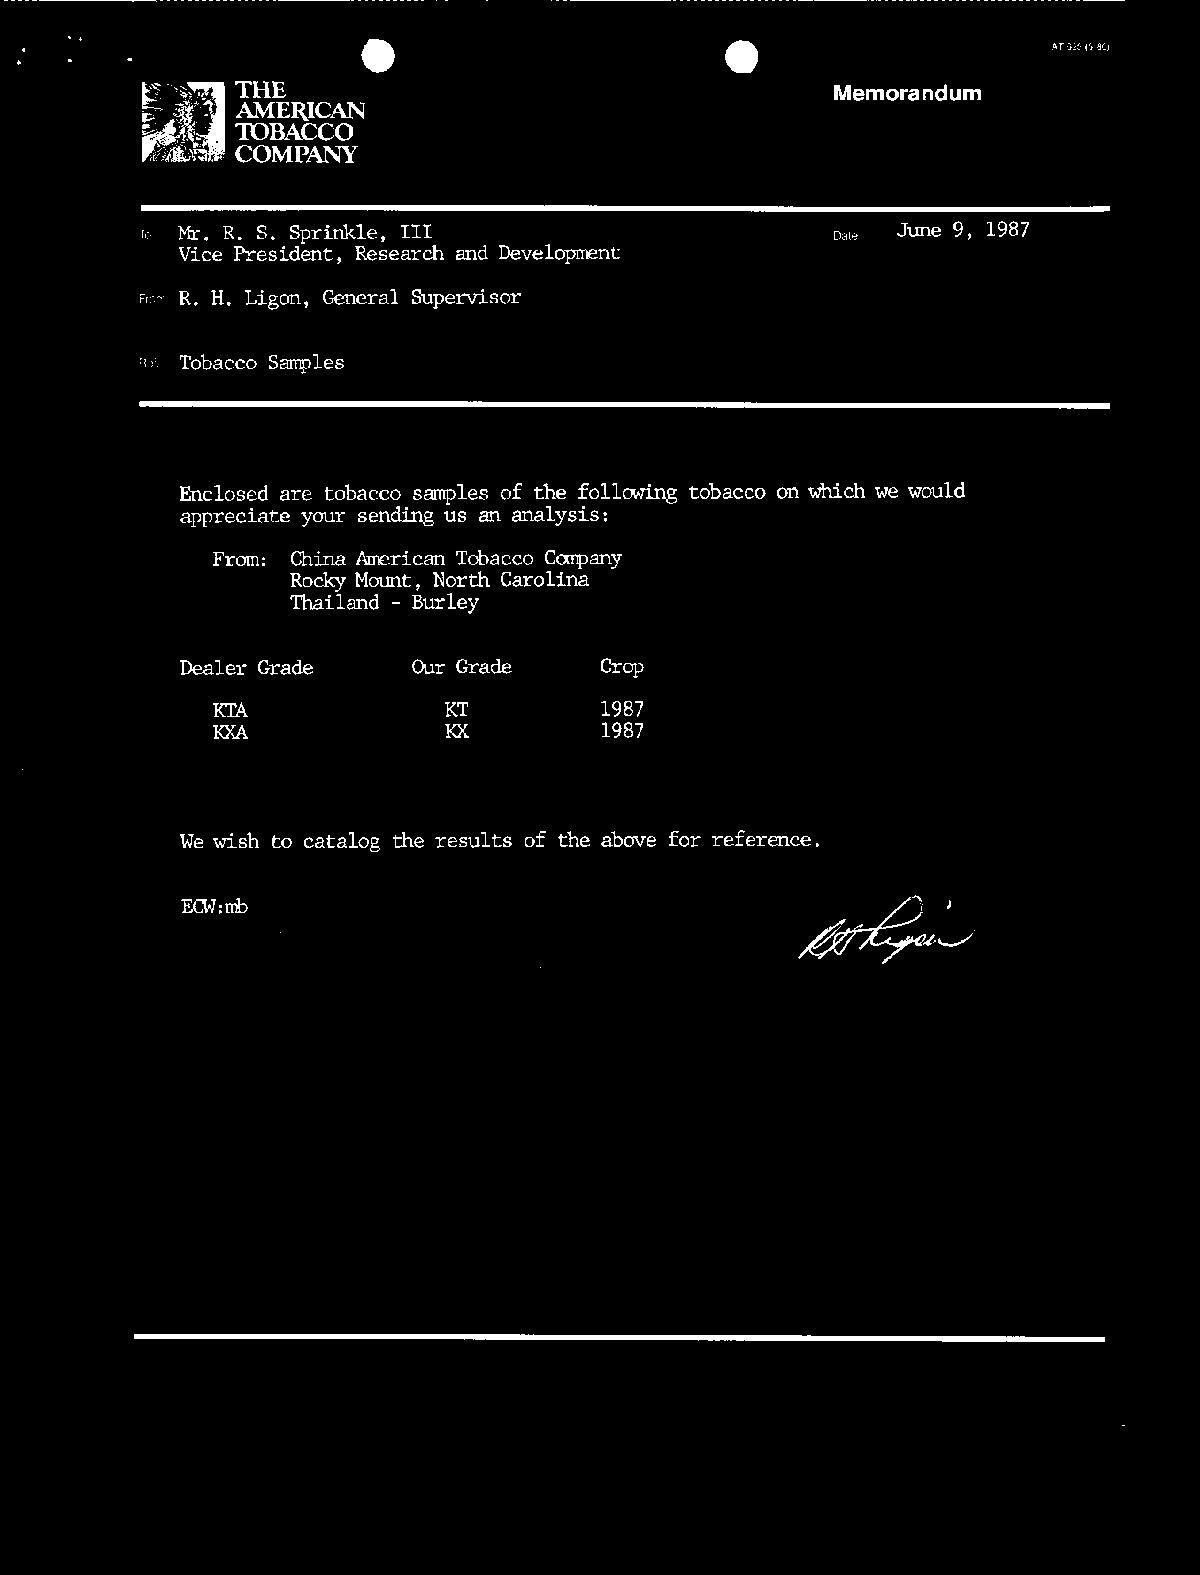 THE
AMERICAN
TOBACCO
COMPANY
Memorandum
To Mr. R. S. Sprinkle, III
Vice President, Research and Development
Date June 9, 1987
From R. H. Ligon, General Supervisor
Tobacco Samples
Enclosed are tobacco samples of the following tobacco on which we would
appreciate your sending us an analysis:
From: China American Tobacco Company
Rocky Mount, North Carolina
Thailand - Burley
Dealer Grade Our Grade Crop
KTA KT 1987
KXA KX 1987
We wish to catalog the results of the above for reference.
ECW:mb
RH Ligon